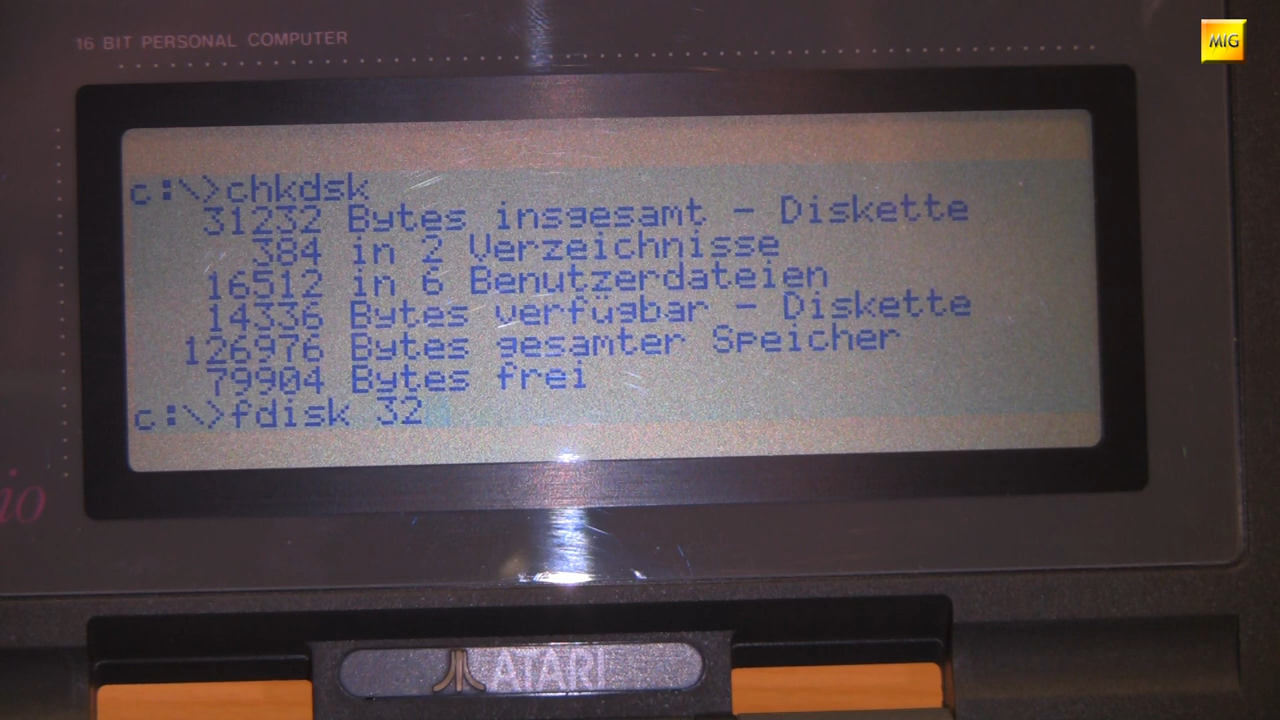 16 BIT PERSONAL COMPUTER
MIG
c:\>chkdsk
31232 Bytes insgesamt - Diskette
384 in 2 Verzeichnisse
16512 in 6 Benutzerdateien
14336 Bytes verfügbar - Diskette
126976 Bytes gesamter Speicher
79904 Bytes frei
c:\>fdisk 32
io
ATARI